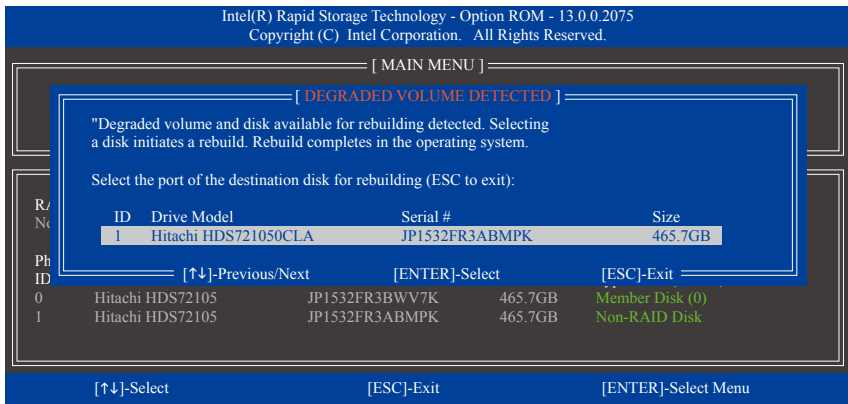 Intel(R) Rapid Storage Technology - Option ROM - 13.0.0.2075
Copyright (C) Intel Corporation. All Rights Reserved.
[ MAIN MENU ]
[ DEGRADED VOLUME DETECTED ]
"Degraded volume and disk available for rebuilding detected. Selecting
a disk initiates a rebuild. Rebuild completes in the operating system.
Select the port of the destination disk for rebuilding (ESC to exit):
ID Drive Model Serial # Size
1 Hitachi HDS721050CLA JP1532FR3ABMPK 465.7GB
[↑↓]-Previous/Next [ENTER]-Select [ESC]-Exit
ID
0 Hitachi HDS72105 JP1532FR3BWV7K 465.7GB Member Disk (0)
1 Hitachi HDS72105 JP1532FR3ABMPK 465.7GB Non-RAID Disk
[↑↓]-Select [ESC]-Exit [ENTER]-Select Menu